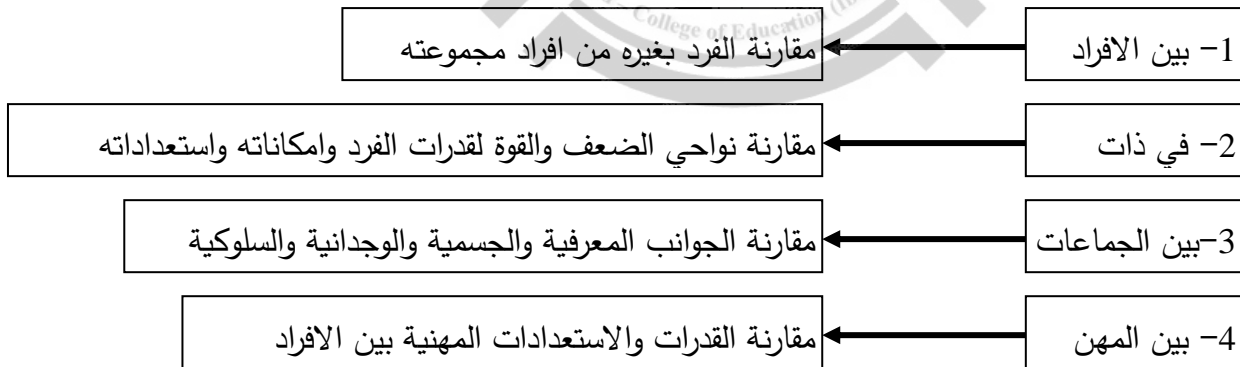 College of Education
1- بين الافراد
مقارنة الفرد بغيره من افراد مجموعته
2- في ذات
مقارنة نواحي الضعف والقوة لقدرات الفرد وامكاناته واستعداداته
3-بين الجماعات
مقارنة الجوانب المعرفية والجسمية والوجدانية والسلوكية
4- بين المهن
مقارنة القدرات والاستعدادات المهنية بين الافراد